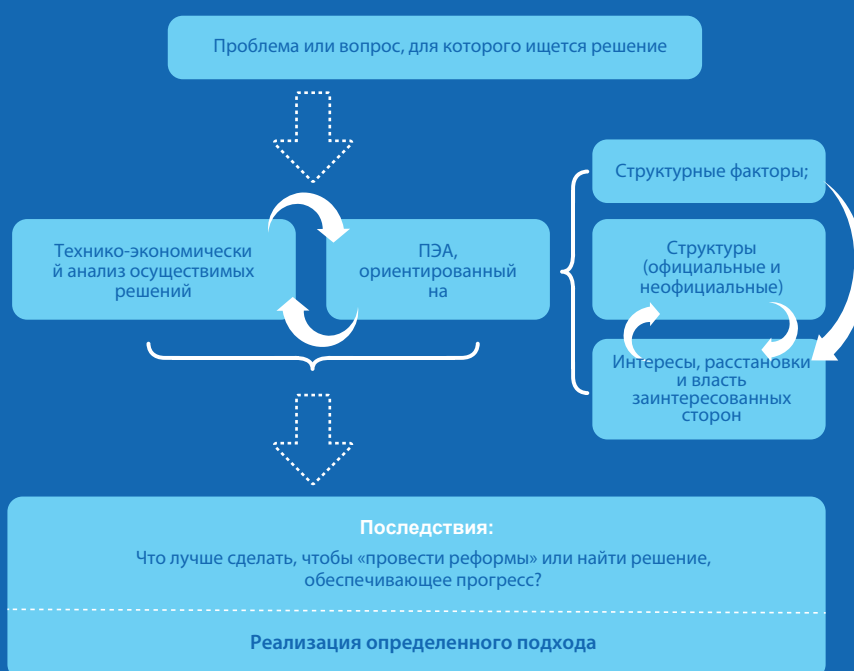 Проблема или вопрос, для которого ищется решение
Технико-экономически
й анализ осуществимых
решений
ПЭА,
ориентированный
на
Структурные факторы;
Структуры
(официальные и
неофициальные)
Интересы, расстановки
и власть
заинтересованных
сторон
Последствия:
Что лучше сделать, чтобы «провести реформы» или найти решение,
обеспечивающее прогресс?
Реализация определенного подхода